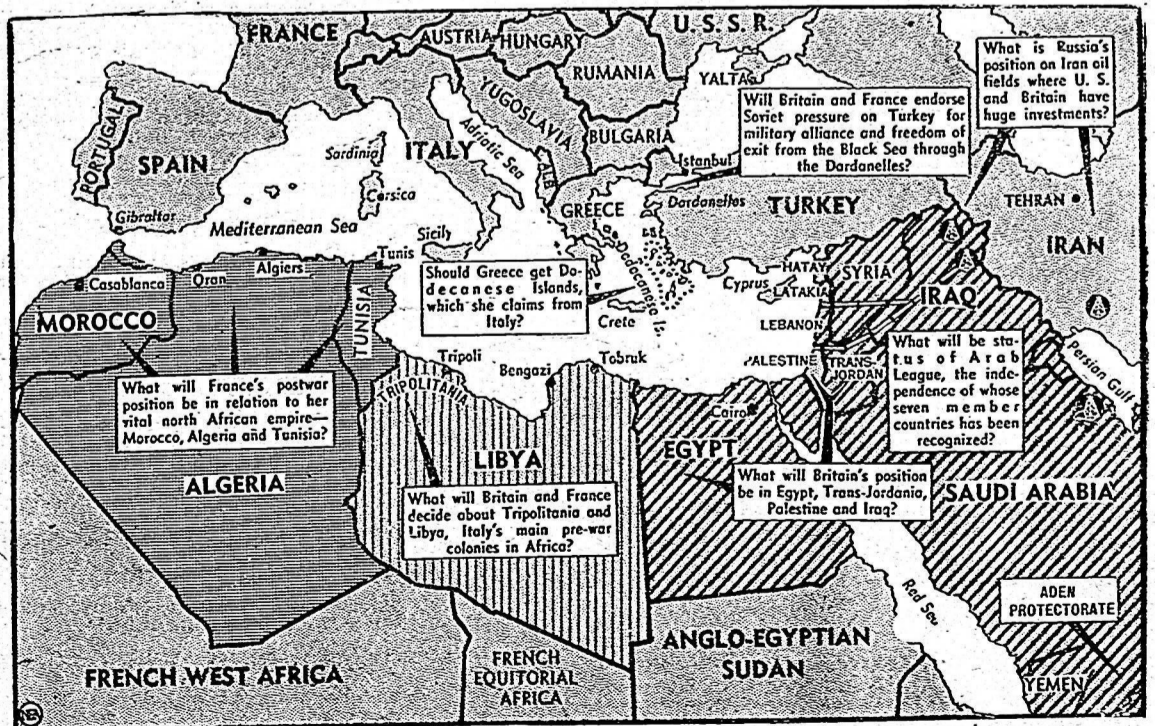 FRANCE
AUSTRIA
HUNGARY
U. S. S. R.
RUMANIA
YALTA
What is Russia's
position on Iran oil
fields where U. S.
and Britain have
huge investments?
Will Britain and France endorse
Soviet pressure on Turkey for
military alliance and freedom of
exit from the Black Sea through
the Dardanelles?
PORTUGAL
SPAIN
Sardinia
Corsica
ITALY
Adriatic Sea
YUGOSLAVIA
BULGARIA
ALB
Istanbul
GREECE
Dardanelles
TURKEY
TEHRAN
IRAN
Gibraltar
Mediterranean Sea
Sicily
Tunis
Algiers
Oran
Casablanca
MOROCCO
TUNISIA
Should Greece get Do-
decanese Islands,
which she claims from
Italy?
Dodecanese Is.
Crete
Cyprus
HATAY
LATAKIA
SYRIA
IRAQ
LEBANON
PALESTINE
TRANS-
JORDAN
What will be sta-
tus of Arab
League, the inde-
pendence of whose
seven member
countries has been
recognized?
Persian Gulf
What will France's postwar
position be in relation to her
vital north African empire—
Morocco, Algeria and Tunisia?
Tripoli
TRIPOLITANIA
Bengazi
Tobruk
Cairo
EGYPT
LIBYA
ALGERIA
What will Britain and France
decide about Tripolitania and
Libya, Italy's main pre-war
colonies in Africa?
What will Britain's position
be in Egypt, Trans-Jordania,
Palestine and Iraq?
SAUDI ARABIA
Red Sea
ADEN
PROTECTORATE
YEMEN
FRENCH WEST AFRICA
FRENCH
EQUITORIAL
AFRICA
ANGLO-EGYPTIAN
SUDAN